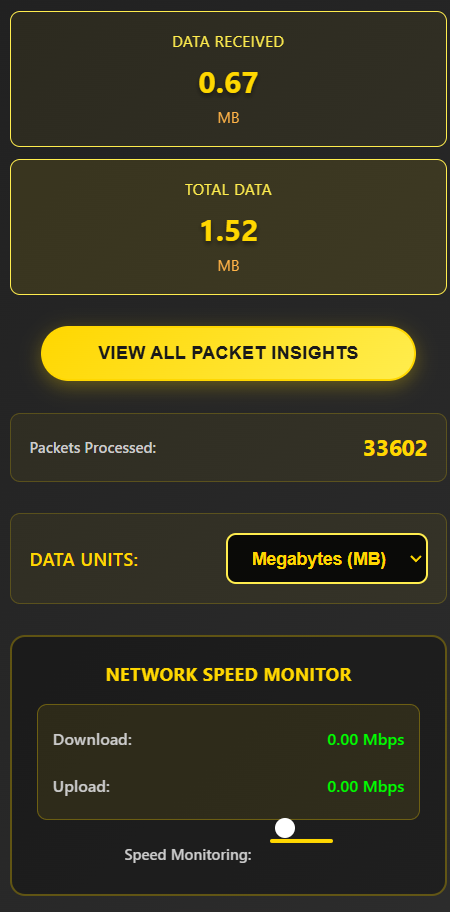 DATA RECEIVED
0.67
MB
TOTAL DATA
1.52
MB
VIEW ALL PACKET INSIGHTS
Packets Processed: 33602
DATA UNITS: Megabytes (MB)
NETWORK SPEED MONITOR
Download: 0.00 Mbps
Upload: 0.00 Mbps
Speed Monitoring: